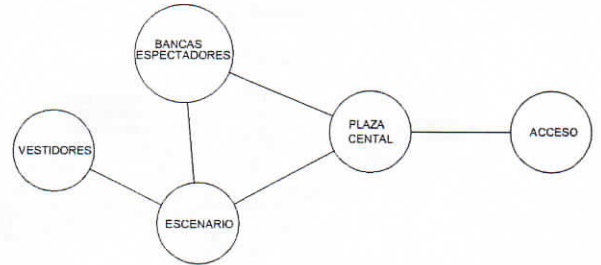 BANCAS
ESPECTADORES
PLAZA
CENTAL
ACCESO
VESTIDORES
ESCENARIO